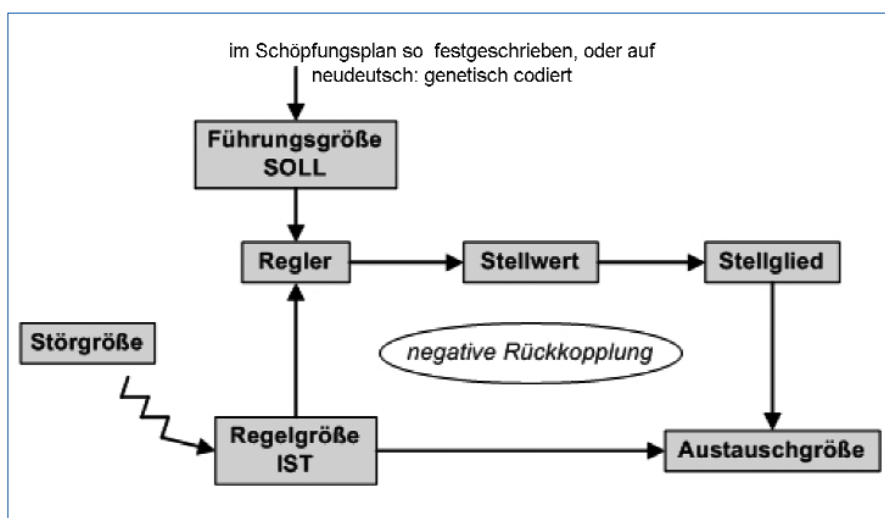 im Schöpfungsplan so festgeschrieben, oder auf
neudeutsch: genetisch codiert
Führungsgröße
SOLL
Regler
Stellwert
Stellglied
Störgröße
negative Rückkopplung
Regelgröße
IST
Austauschgröße